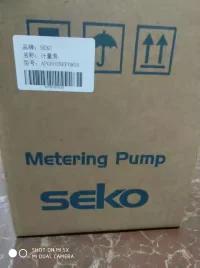 品牌：SEKO
名称：计量泵
Metering Pump
seko
SHOT ON MI 5X
MI DUAL CAMERA